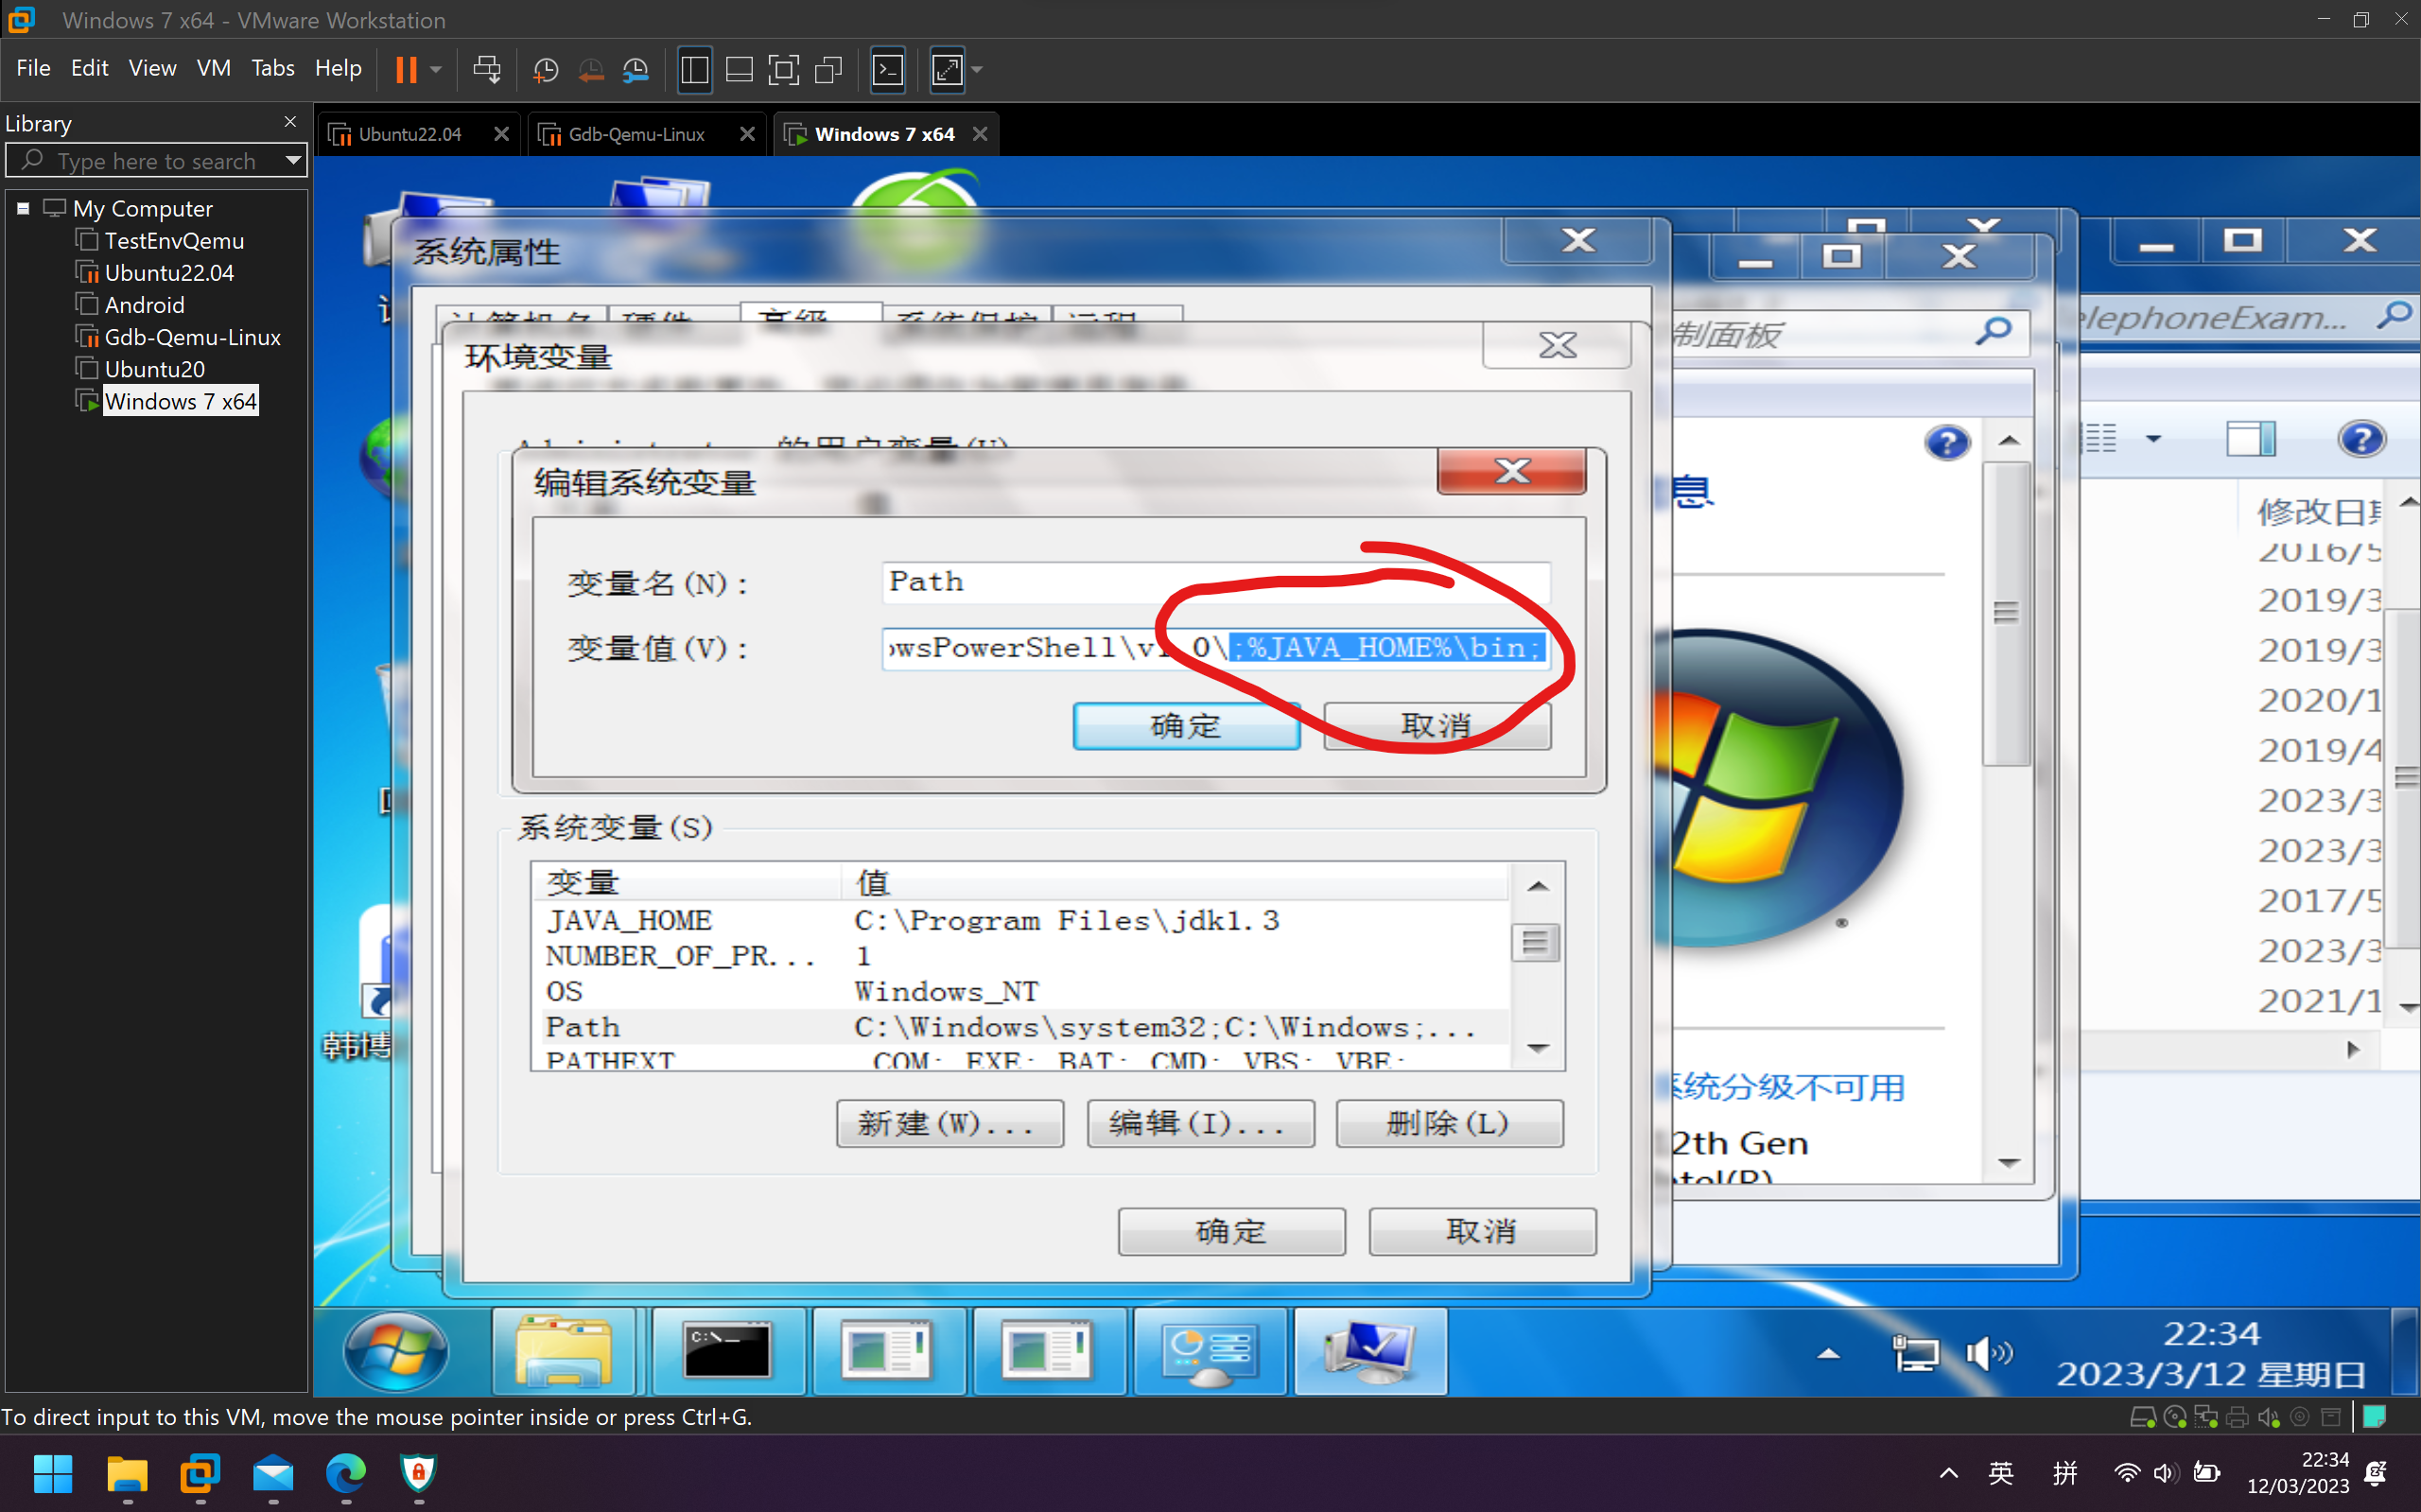 Windows 7 x64 - VMware Workstation
File Edit View VM Tabs Help
Library
Type here to search
My Computer
TestEnvQemu
Ubuntu22.04
Android
Gdb-Qemu-Linux
Ubuntu20
Windows 7 x64
Ubuntu22.04 Gdb-Qemu-Linux Windows 7 x64
系统属性
高级
环境变量
制面板
elephoneExam...
编辑系统变量
息
变量名(N): Path
变量值(V): owsPowerShell\v1.0\;%JAVA_HOME%\bin;
确定 取消
系统变量(S)
变量 值
JAVA_HOME C:\Program Files\jdk1.3
NUMBER_OF_PR... 1
OS Windows_NT
Path C:\Windows\system32;C:\Windows;...
PATHEXT .COM;.EXE;.BAT;.CMD;.VBS;.VBE;
新建(W)... 编辑(I)... 删除(L)
确定 取消
系统分级不可用
2th Gen
ntel(R)
修改日期
2016/5
2019/3
2019/3
2020/1
2019/4
2023/3
2023/3
2017/5
2023/3
2021/1
韩博
C:\_
22:34
2023/3/12 星期日
To direct input to this VM, move the mouse pointer inside or press Ctrl+G.
英 拼
22:34
12/03/2023